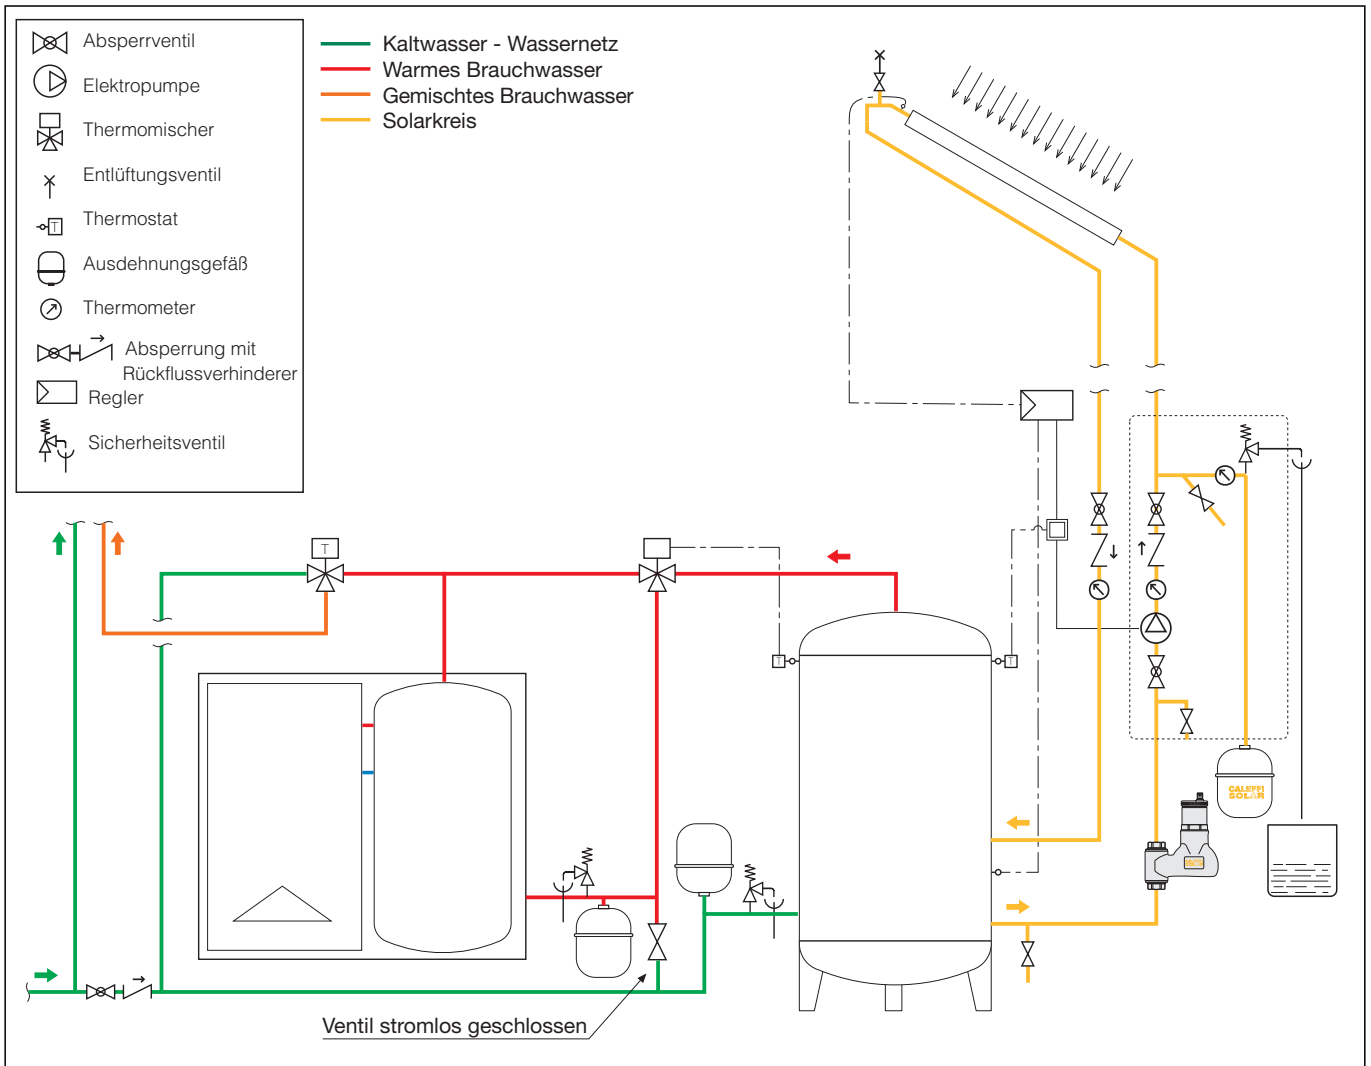 Absperrventil
Elektropumpe
Thermomischer
Entlüftungsventil
T
Thermostat
Ausdehnungsgefäß
Thermometer
Absperrung mit
Rückflussverhinderer
Regler
Sicherheitsventil
Kaltwasser - Wassernetz
Warmes Brauchwasser
Gemischtes Brauchwasser
Solarkreis
T
T
T
CALEFFI
SOLAR
Ventil stromlos geschlossen